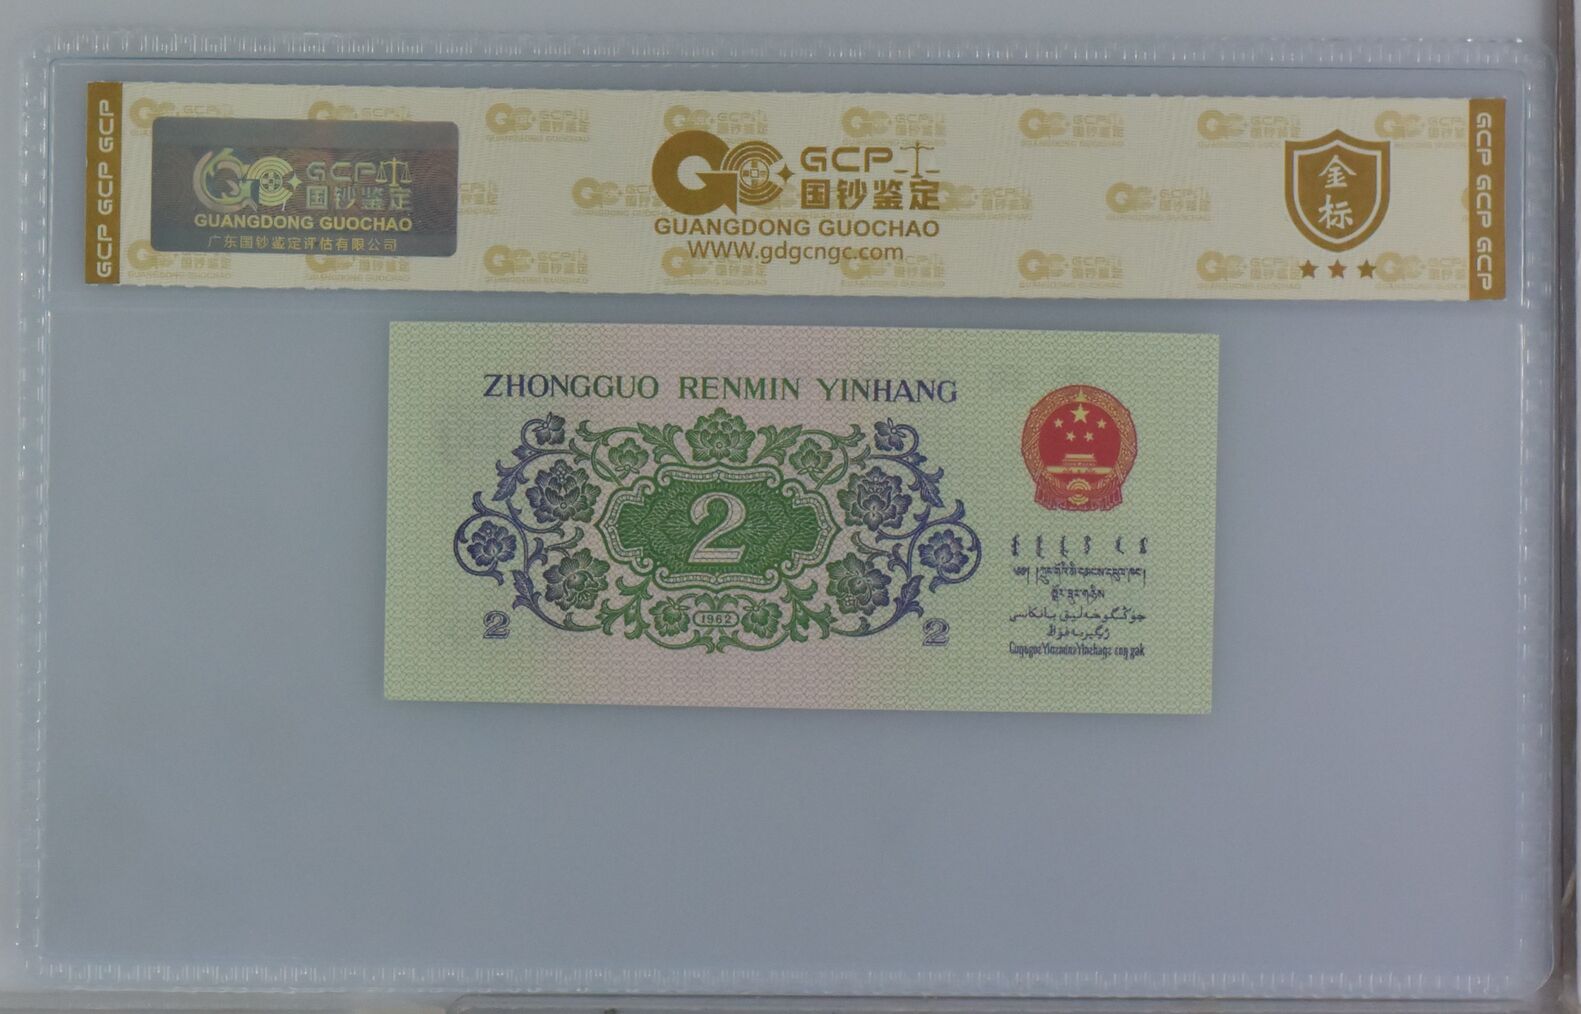 GCP GCP GCP
GCP
国钞鉴定
GUANGDONG GUOCHAO
广东国钞鉴定评估有限公司
GCP
国钞鉴定
GUANGDONG GUOCHAO
WWW.gdgcngc.com
金标
GCP GCP GCP
ZHONGGUO RENMIN YINHANG
2
1962
2
2